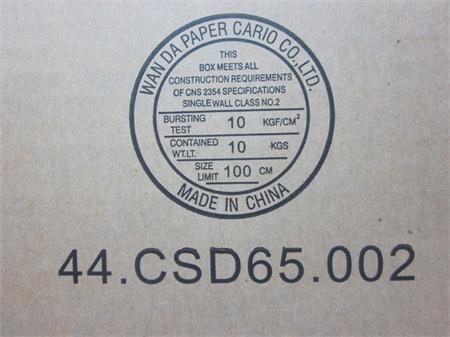 WAN DA PAPER CARIO CO.,LTD.
THIS
BOX MEETS ALL
CONSTRUCTION REQUIREMENTS
OF CNS 2354 SPECIFICATIONS
SINGLE WALL CLASS NO.2
BURSTING TEST 10 KGF/CM²
CONTAINED WT.LT. 10 KGS
SIZE LIMIT 100 CM
MADE IN CHINA
44.CSD65.002